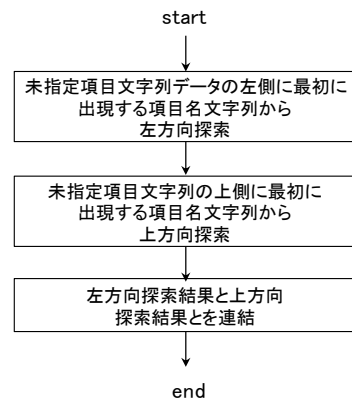 start
未指定項目文字列データの左側に最初に
出現する項目名文字列から
左方向探索
未指定項目文字列の上側に最初に
出現する項目名文字列から
上方向探索
左方向探索結果と上方向
探索結果とを連結
end